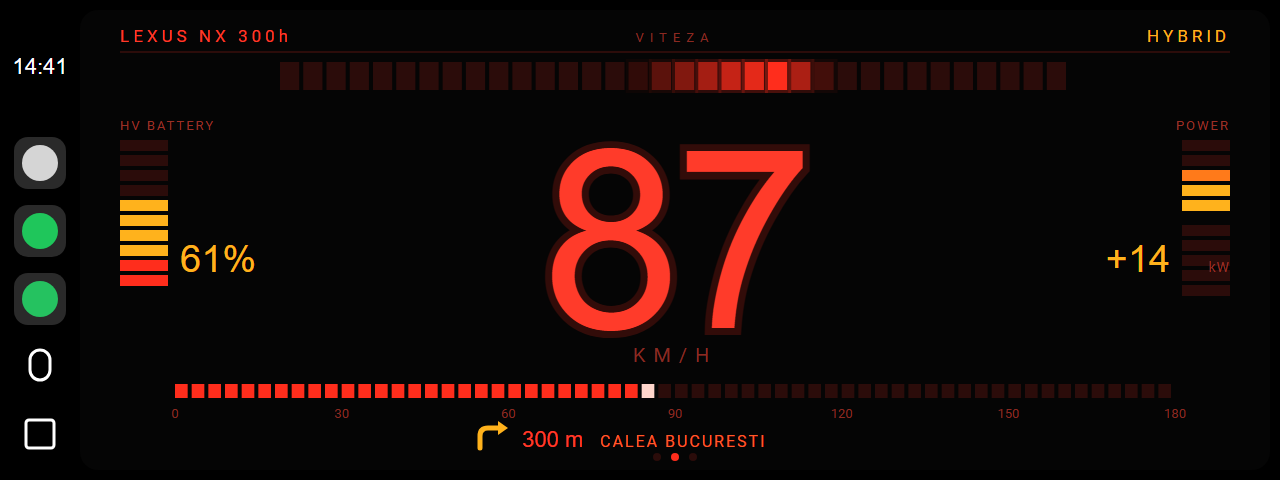 LEXUS NX 300h
VITEZA
HYBRID
14:41
HV BATTERY
POWER
87
61%
+14
kW
KM/H
0 30 60 90 120 150 180
300 m CALEA BUCURESTI